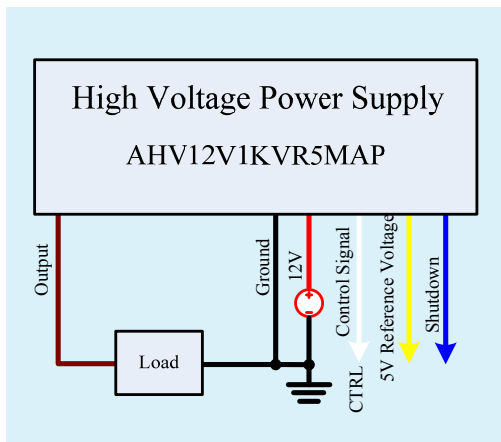 High Voltage Power Supply
AHV12V1KVR5MAP
Output
Ground
12V
Control Signal
5V Reference Voltage
Shutdown
+
−
Load
CTRL